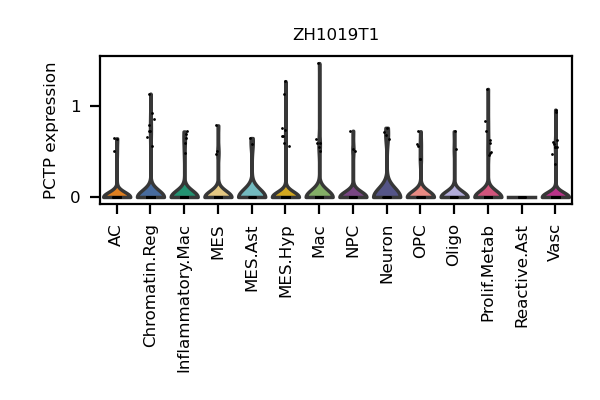 ZH1019T1
PCTP expression
1
0
AC
Chromatin.Reg
Inflammatory.Mac
MES
MES.Ast
MES.Hyp
Mac
NPC
Neuron
OPC
Oligo
Prolif.Metab
Reactive.Ast
Vasc